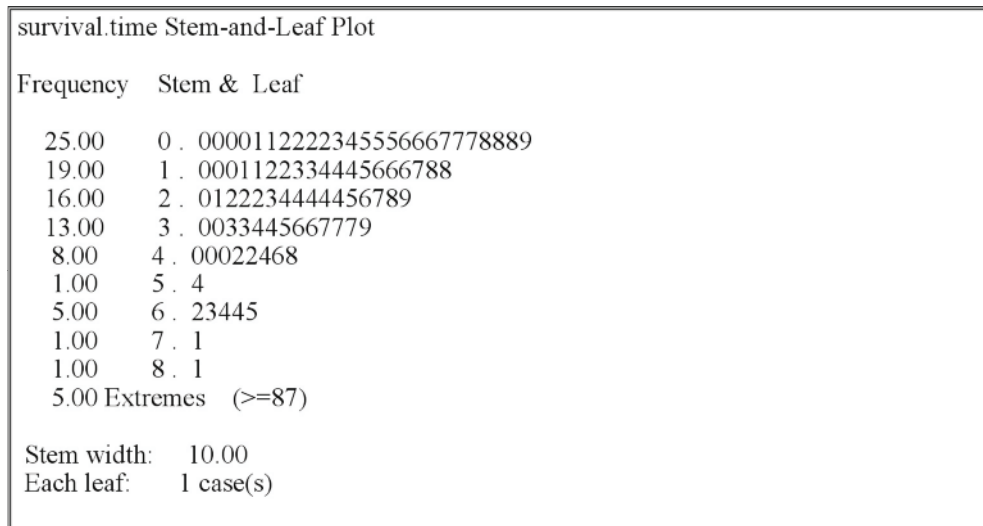 survival.time Stem-and-Leaf Plot
Frequency Stem & Leaf
25.00 0 . 0000112222345556667778889
19.00 1 . 0001122334445666788
16.00 2 . 0122234444456789
13.00 3 . 0033445667779
8.00 4 . 00022468
1.00 5 . 4
5.00 6 . 23445
1.00 7 . 1
1.00 8 . 1
5.00 Extremes (>=87)
Stem width: 10.00
Each leaf: 1 case(s)